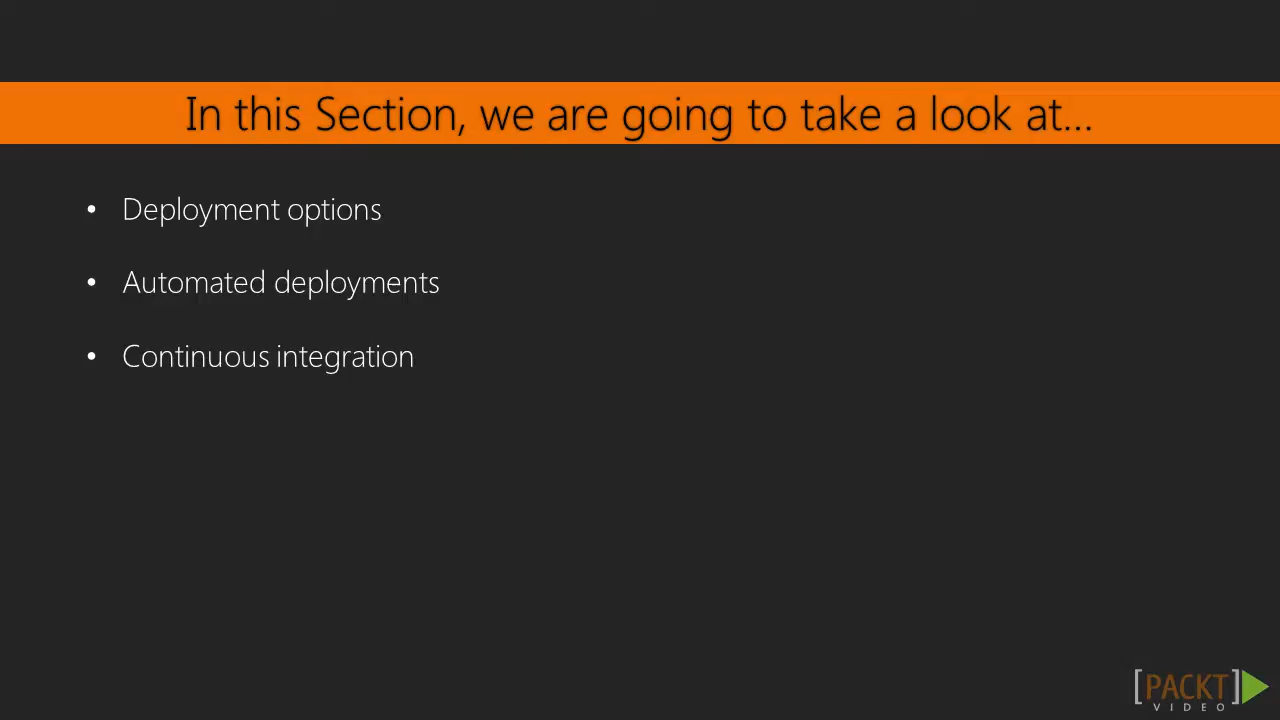 In this Section, we are going to take a look at...
• Deployment options
• Automated deployments
• Continuous integration
[PACKT]
VIDEO